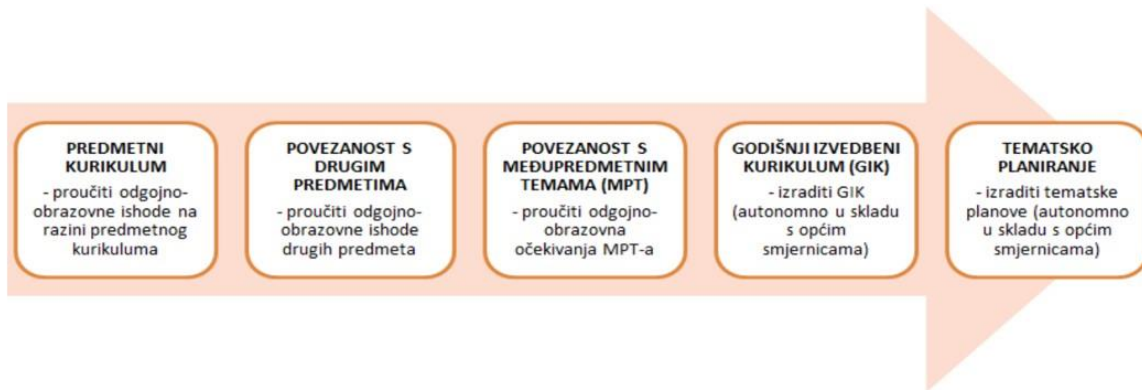 PREDMETNI
KURIKULUM
- proučiti odgojno-
obrazovne ishode na
razini predmetnog
kurikuluma
POVEZANOST S
DRUGIM
PREDMETIMA
- proučiti odgojno-
obrazovne ishode
drugih predmeta
POVEZANOST S
MEĐUPREDMETNIM
TEMAMA (MPT)
- proučiti odgojno-
obrazovna
očekivanja MPT-a
GODIŠNJI IZVEDBENI
KURIKULUM (GIK)
- izraditi GIK
(autonomno u skladu
s općim
smjernicama)
TEMATSKO
PLANIRANJE
- izraditi tematske
planove (autonomno
u skladu s općim
smjernicama)